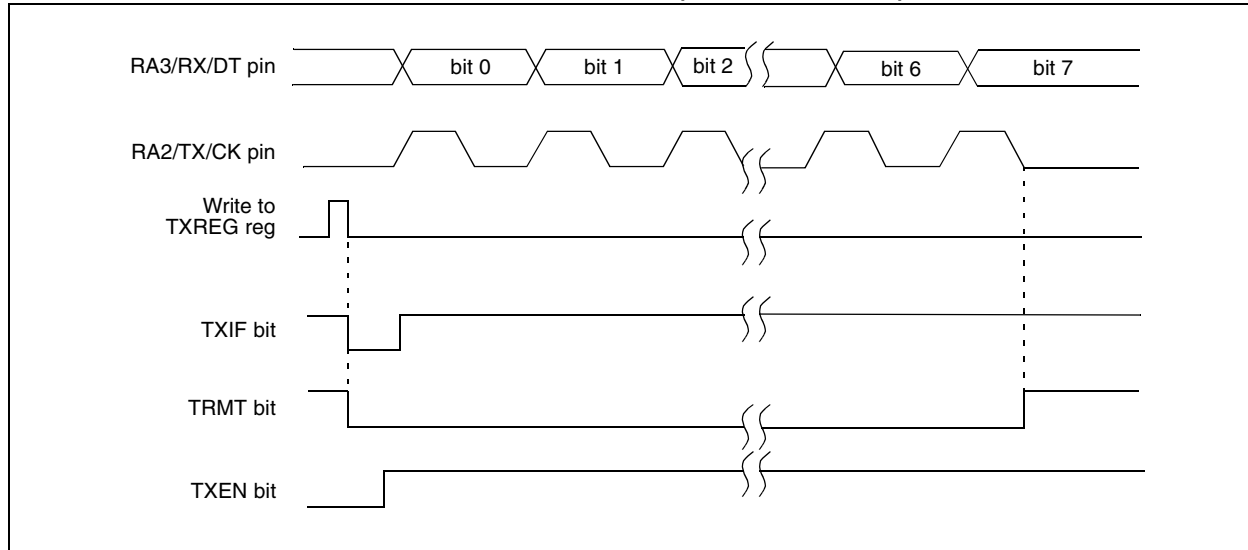 RA3/RX/DT pin
bit 0 bit 1 bit 2 bit 6 bit 7
RA2/TX/CK pin
Write to
TXREG reg
TXIF bit
TRMT bit
TXEN bit